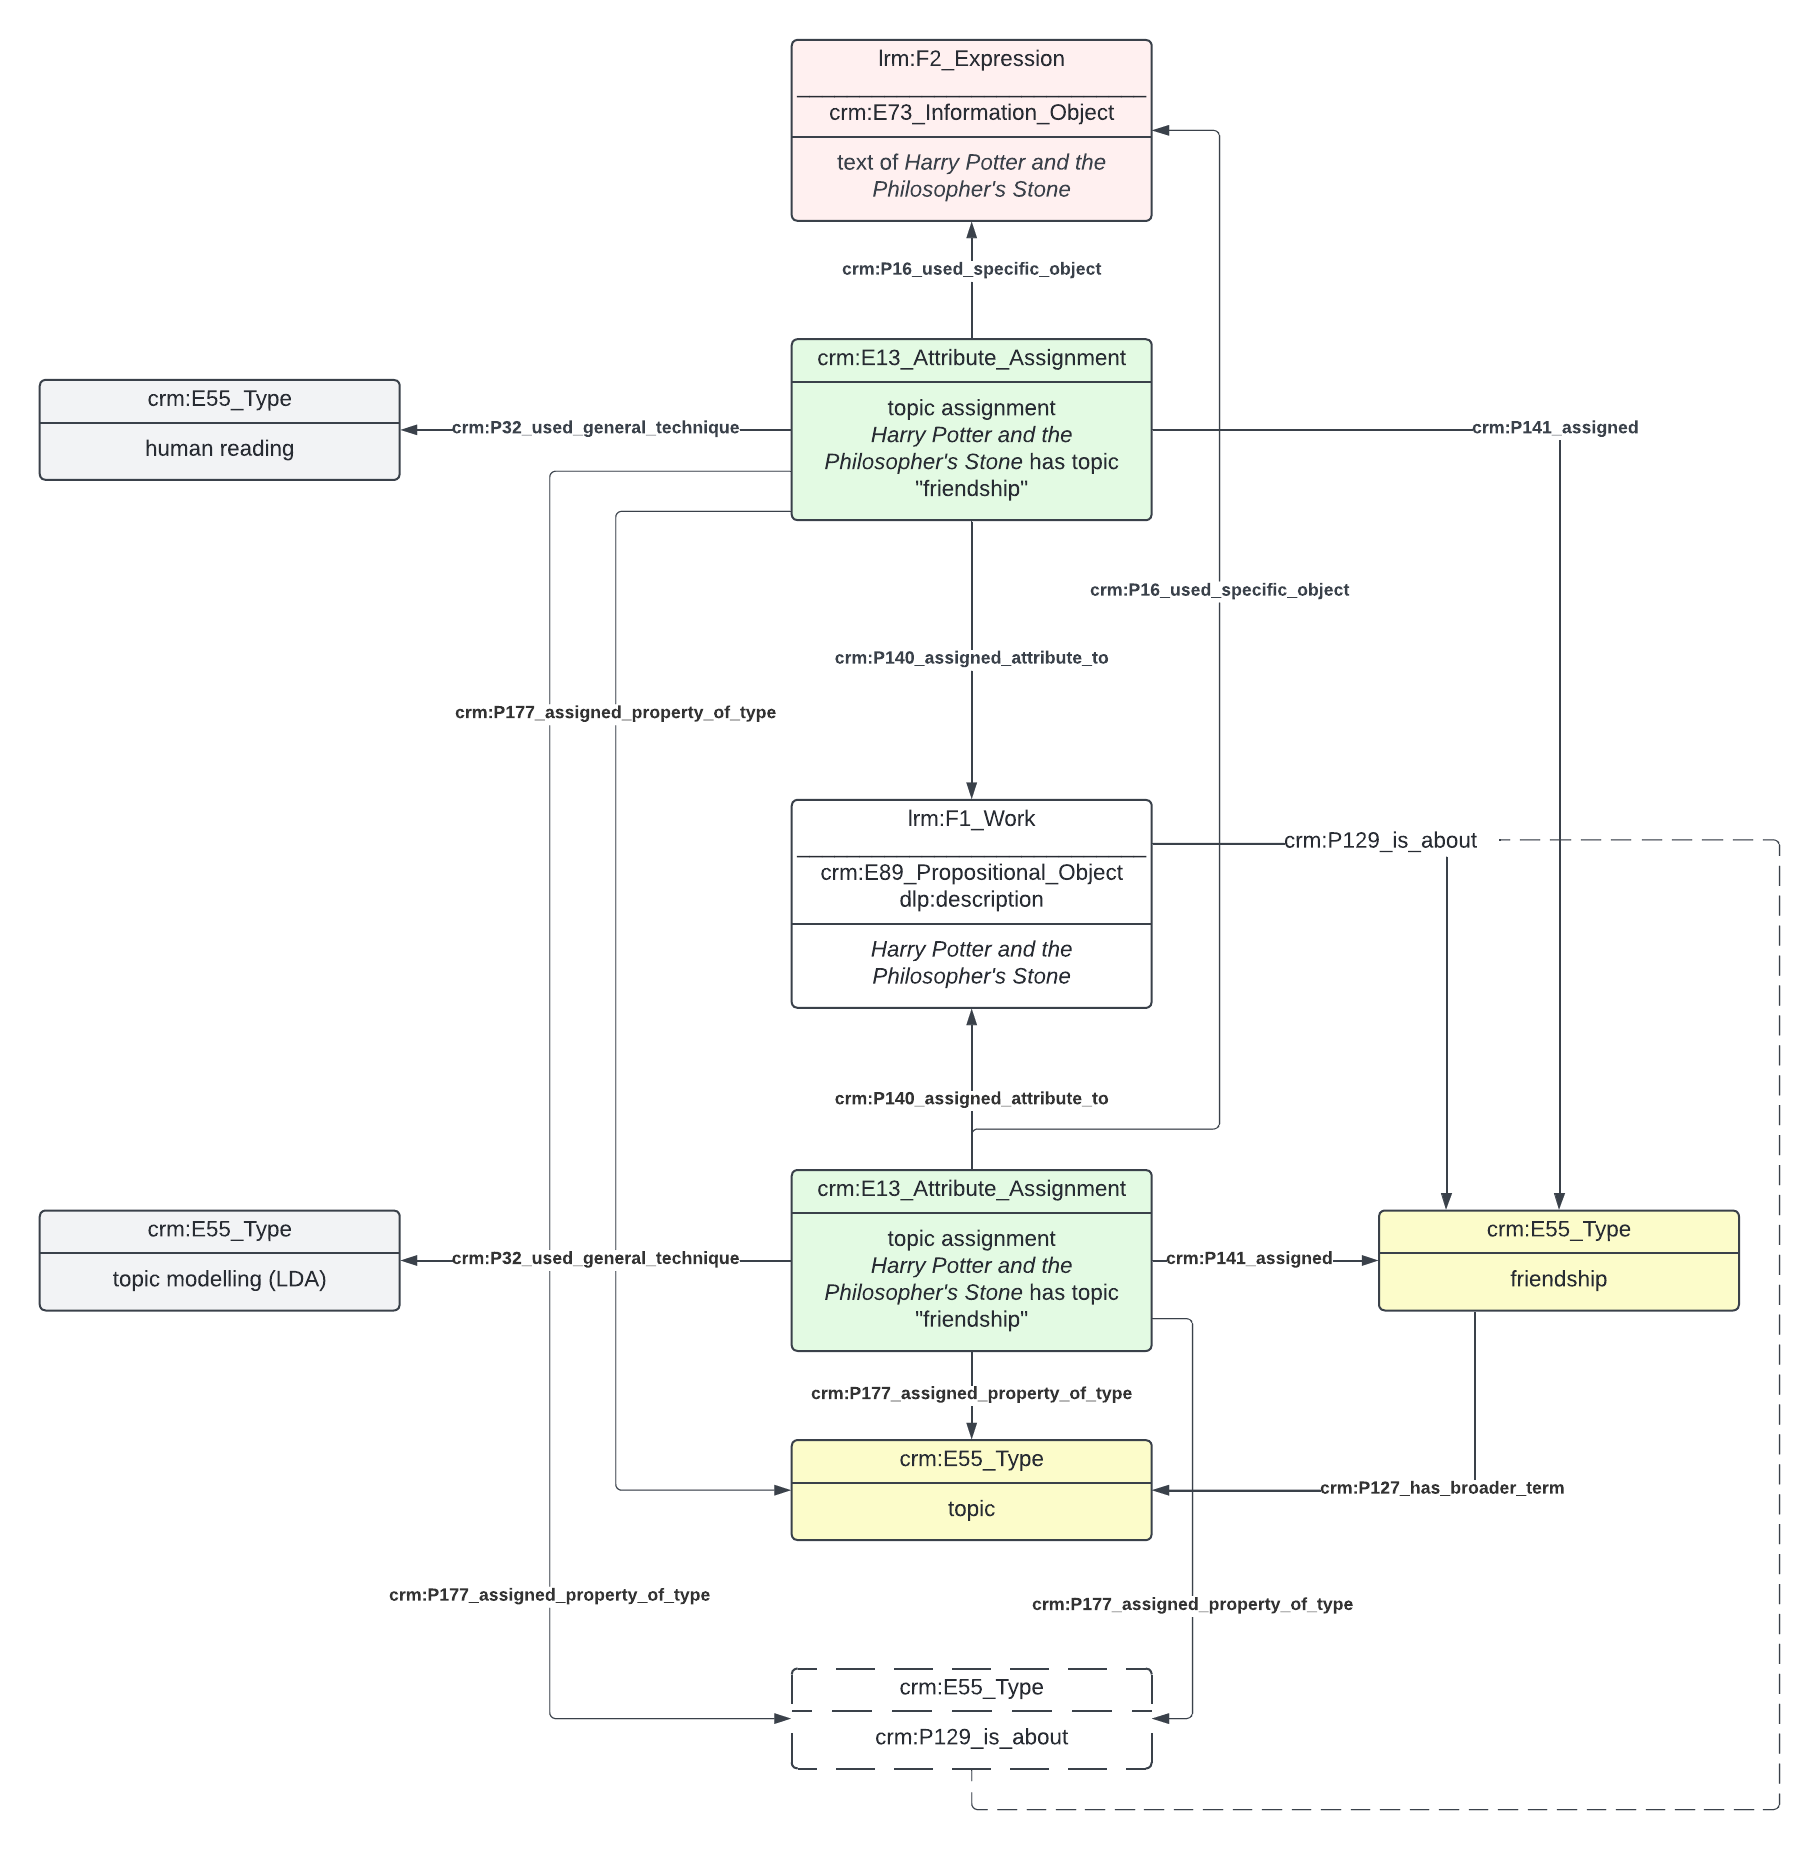 lrm:F2_Expression
crm:E73_Information_Object
text of Harry Potter and the
Philosopher's Stone
crm:P16_used_specific_object
crm:E13_Attribute_Assignment
topic assignment
Harry Potter and the
Philosopher's Stone has topic
"friendship"
crm:E55_Type
human reading
crm:P32_used_general_technique
crm:P141_assigned
crm:P16_used_specific_object
crm:P140_assigned_attribute_to
crm:P177_assigned_property_of_type
lrm:F1_Work
crm:E89_Propositional_Object
dlp:description
Harry Potter and the
Philosopher's Stone
crm:P129_is_about
crm:P140_assigned_attribute_to
crm:E13_Attribute_Assignment
topic assignment
Harry Potter and the
Philosopher's Stone has topic
"friendship"
crm:E55_Type
topic modelling (LDA)
crm:P32_used_general_technique
crm:P141_assigned
crm:E55_Type
friendship
crm:P177_assigned_property_of_type
crm:E55_Type
topic
crm:P127_has_broader_term
crm:P177_assigned_property_of_type
crm:P177_assigned_property_of_type
crm:E55_Type
crm:P129_is_about